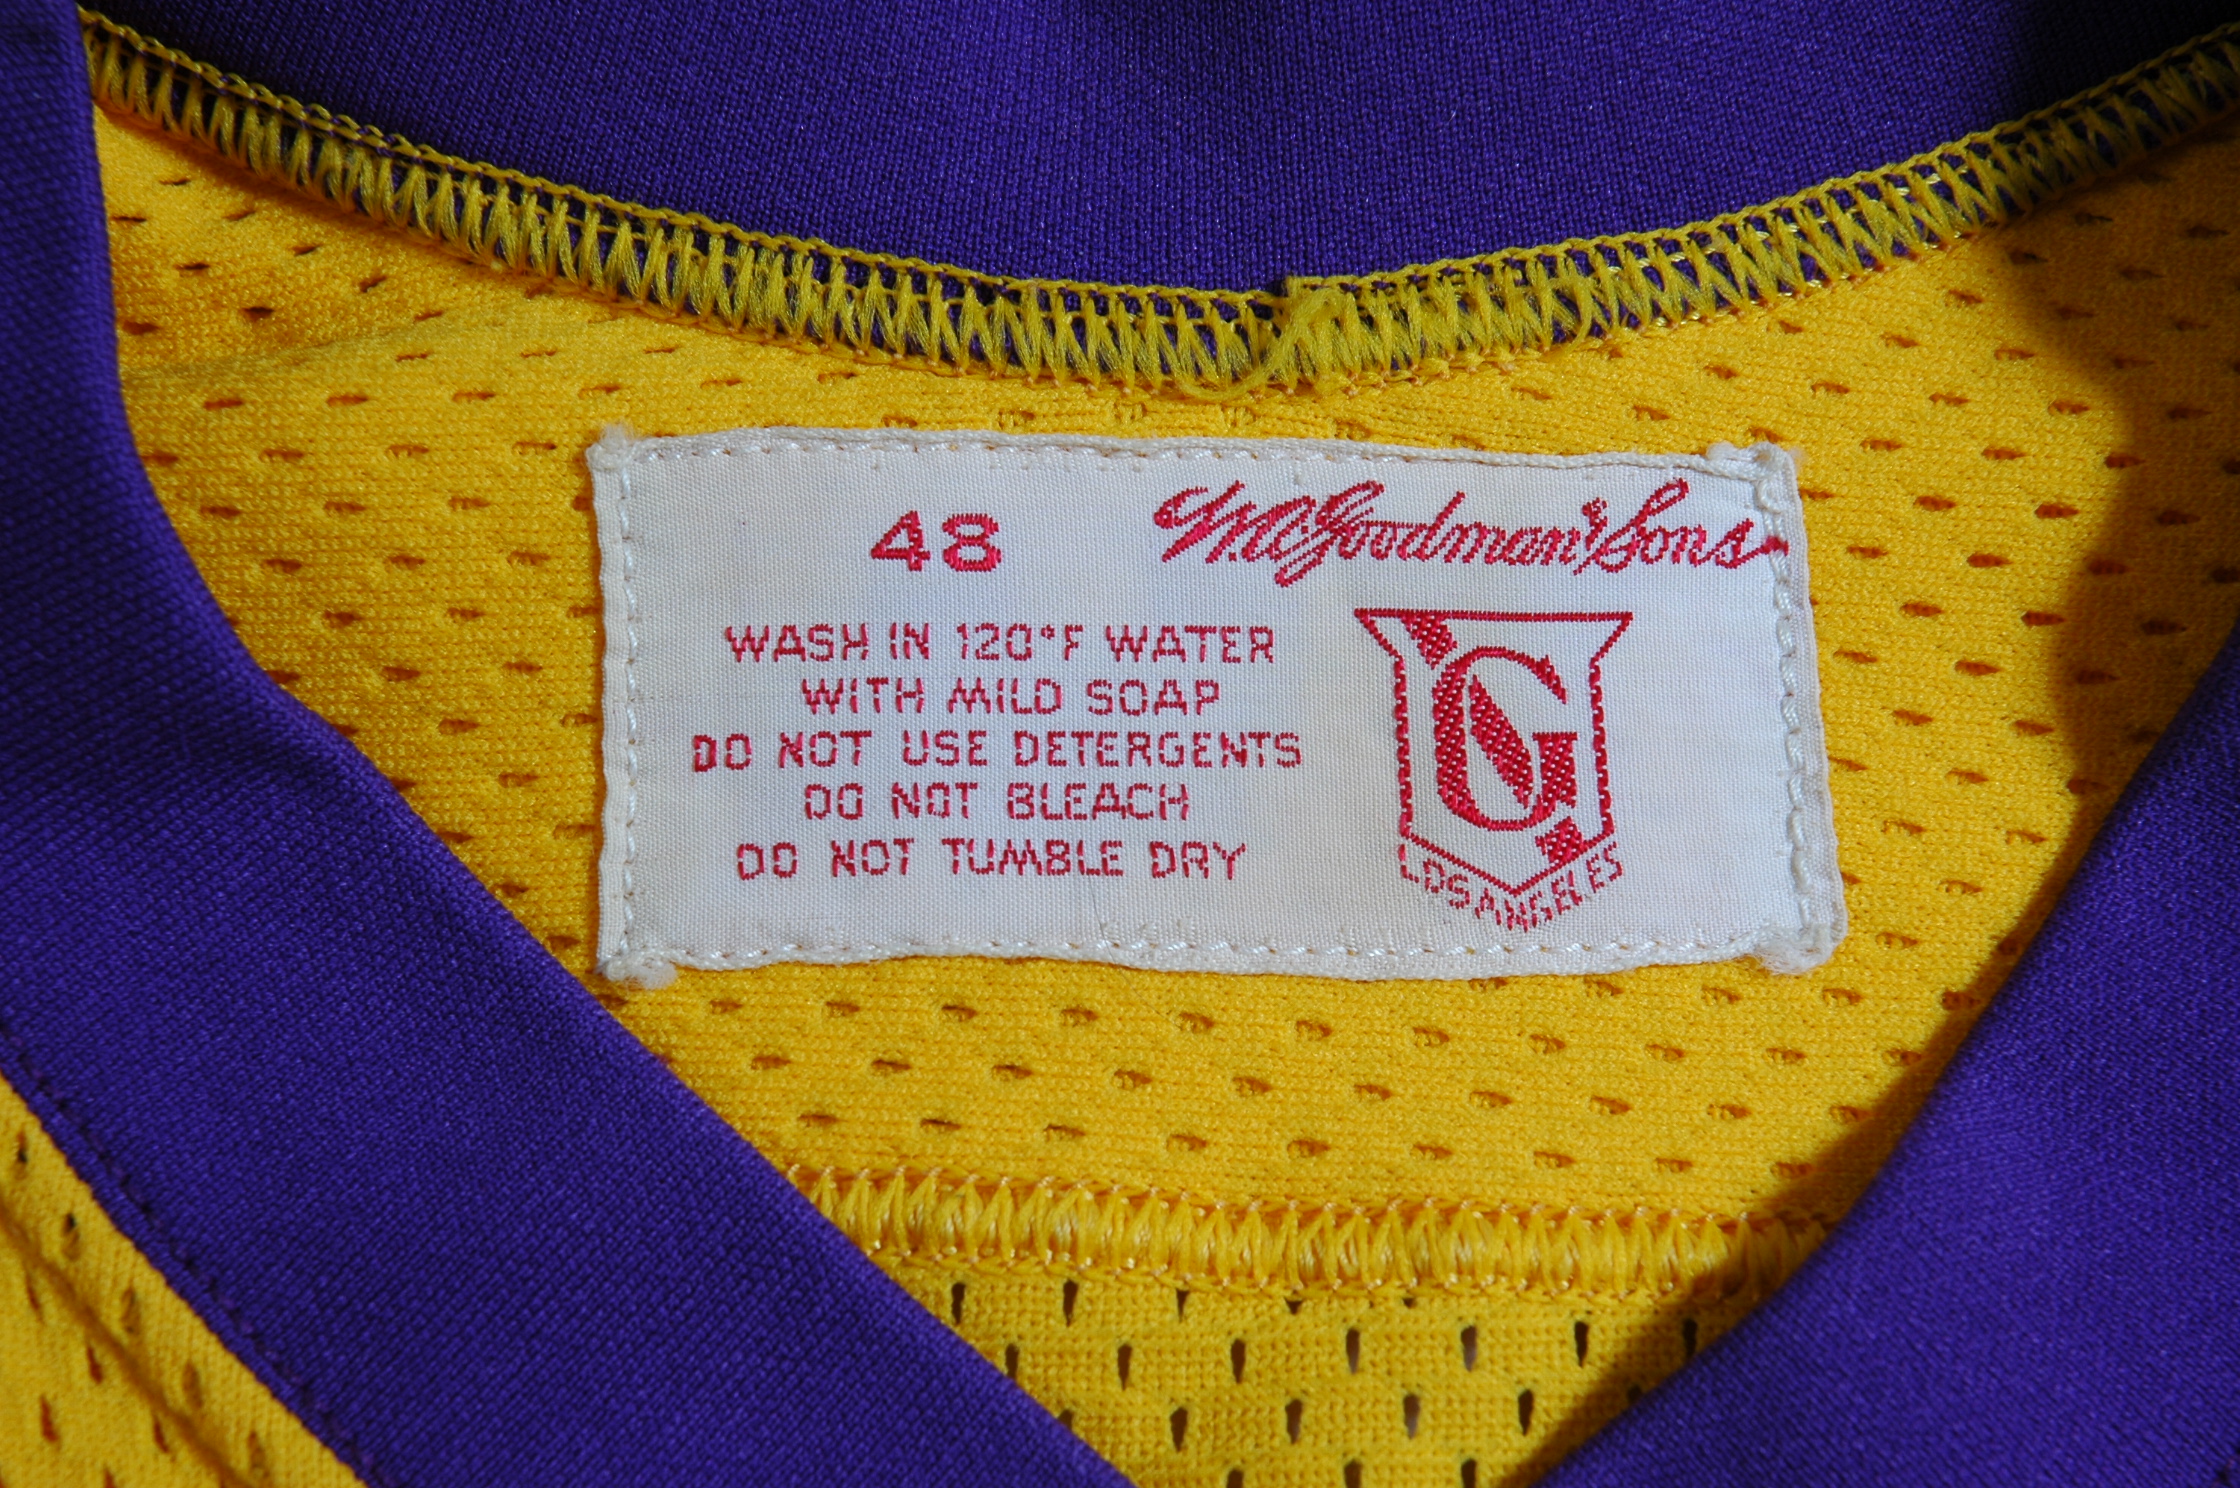 48
McGoodman & Sons
WASH IN 120°F WATER
WITH MILD SOAP
DO NOT USE DETERGENTS
DO NOT BLEACH
DO NOT TUMBLE DRY
G
LOS ANGELES